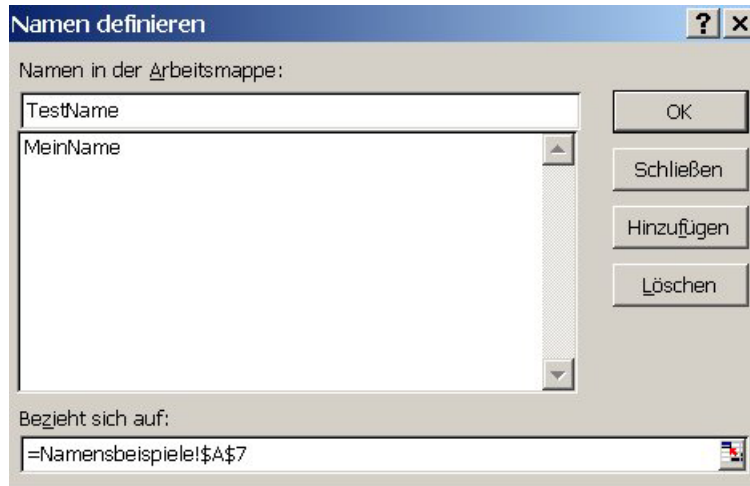 Namen definieren ? ×
Namen in der Arbeitsmappe:
TestName
OK
MeinName
Schließen
Hinzufügen
Löschen
Bezieht sich auf:
=Namensbeispiele!$A$7